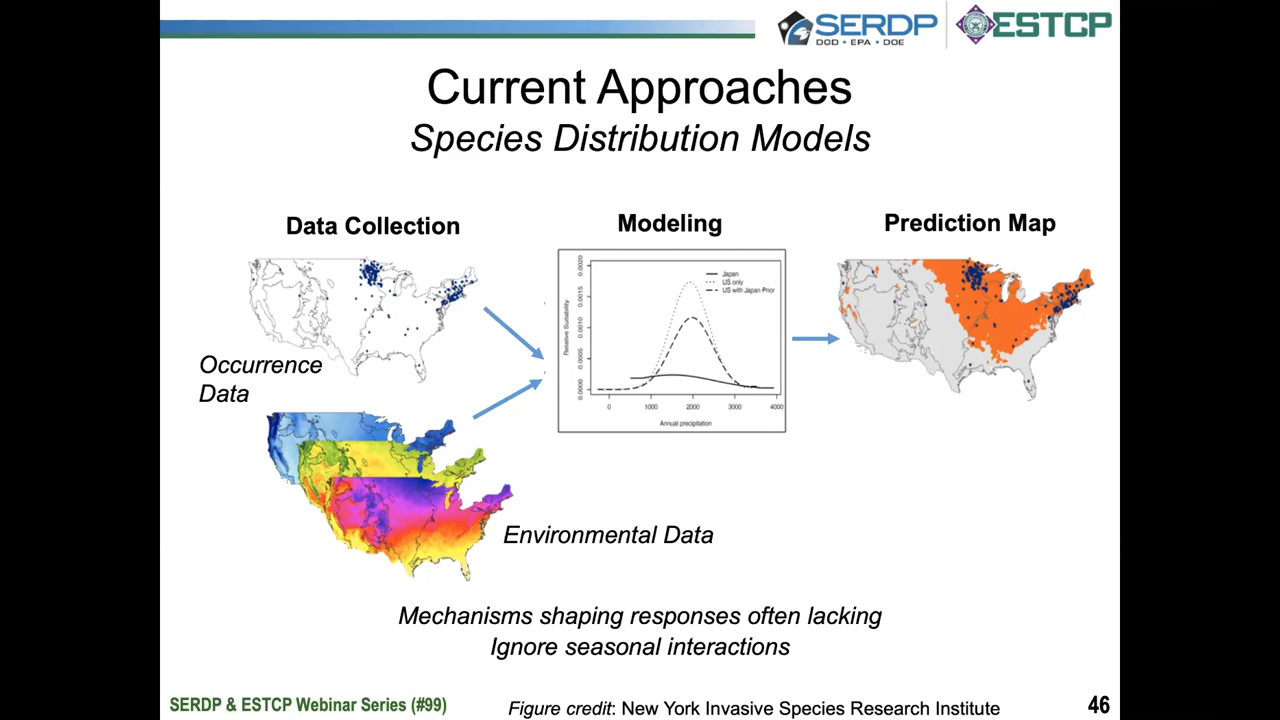 SERDP
DOD • EPA • DOE
ESTCP
Current Approaches
Species Distribution Models
Data Collection
Modeling
Prediction Map
Occurrence
Data
Environmental Data
Japan
US only
US with Japan Prior
Relative Suitability
0.0000 0.0005 0.0010 0.0015 0.0020
0 1000 2000 3000 4000
Annual precipitation
Mechanisms shaping responses often lacking
Ignore seasonal interactions
SERDP & ESTCP Webinar Series (#99)
Figure credit: New York Invasive Species Research Institute
46